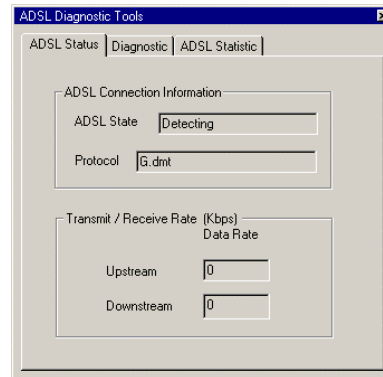 ADSL Diagnostic Tools
ADSL Status Diagnostic ADSL Statistic
ADSL Connection Information
ADSL State Detecting
Protocol G.dmt
Transmit / Receive Rate (Kbps)
Data Rate
Upstream 0
Downstream 0